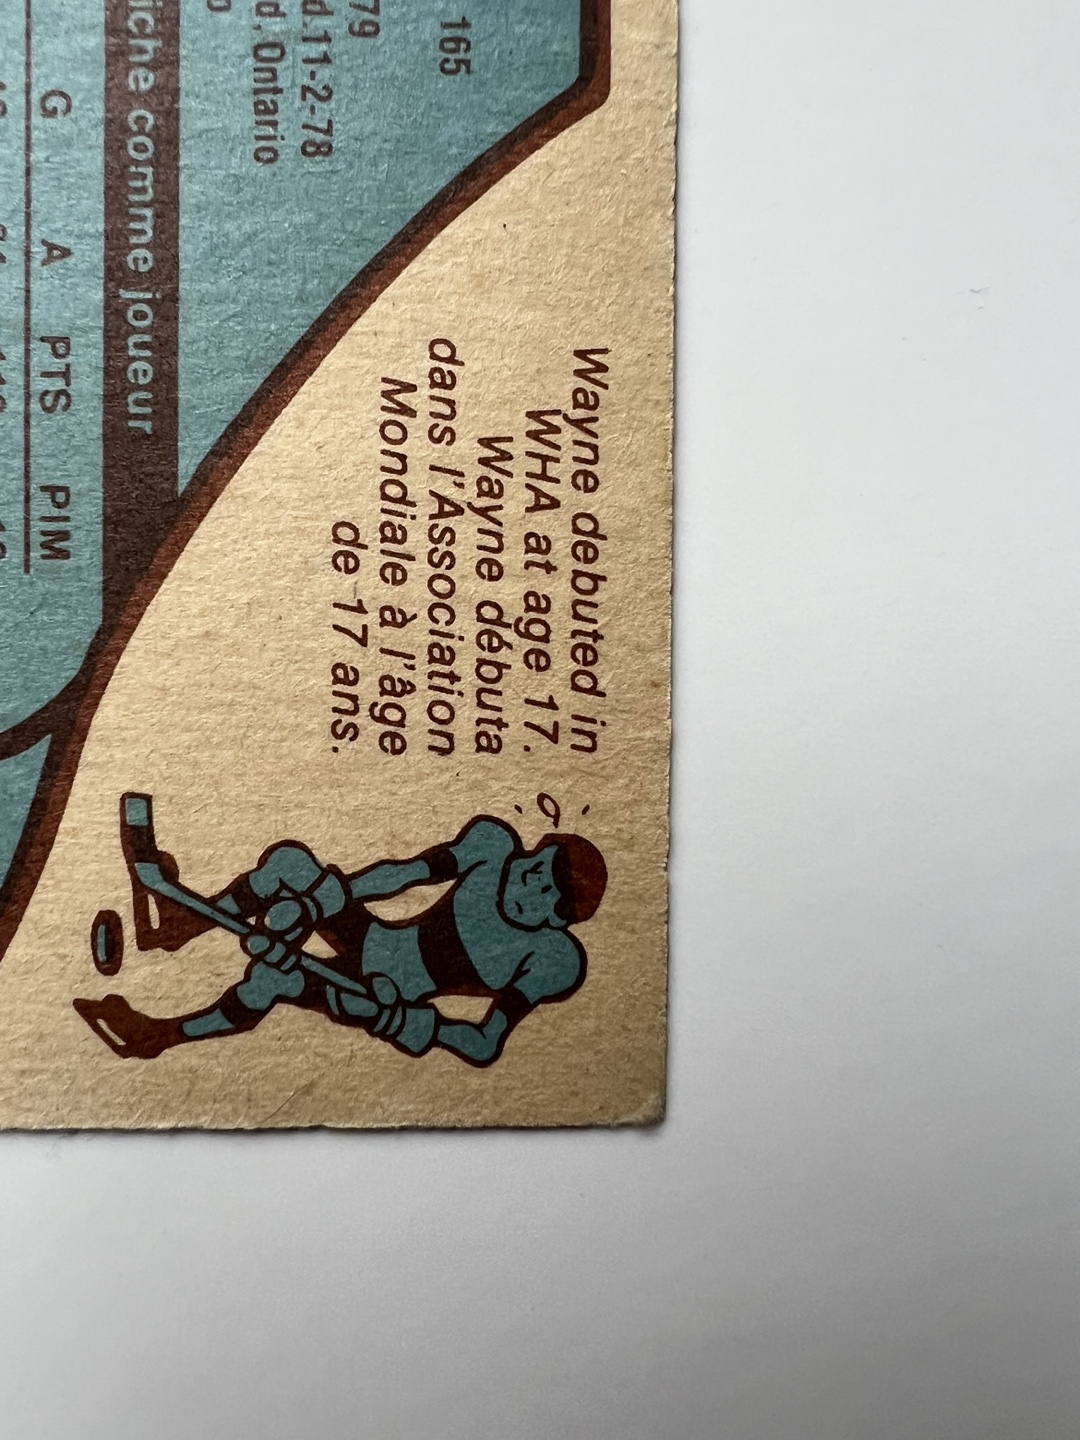 165
79
d.11-2-78
d, Ontario
iche comme joueur
G A PTS PIM
Wayne debuted in
WHA at age 17.
Wayne débuta
dans l'Association
Mondiale à l'âge
de 17 ans.